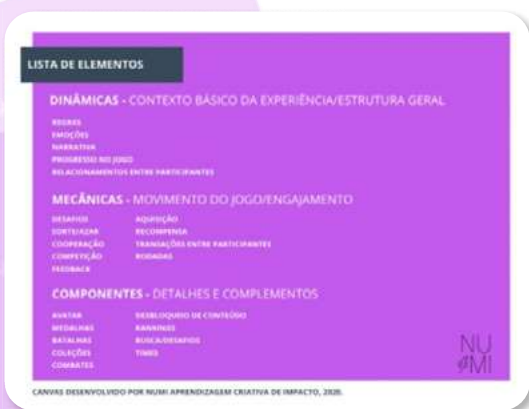 LISTA DE ELEMENTOS
DINÂMICAS - CONTEXTO BÁSICO DA EXPERIÊNCIA/ESTRUTURA GERAL
REGRAS
EMOÇÕES
NARRATIVA
PROGRESSO NO JOGO
RELACIONAMENTOS ENTRE PARTICIPANTES
MECÂNICAS - MOVIMENTO DO JOGO/ENGAJAMENTO
DESAFIOS
SORTE/AZAR
COOPERAÇÃO
COMPETIÇÃO
FEEDBACK
AQUISIÇÃO
RECOMPENSA
TRANSAÇÕES ENTRE PARTICIPANTES
RODADAS
COMPONENTES - DETALHES E COMPLEMENTOS
AVATAR
MEDALHAS
BATALHAS
COLEÇÕES
COMBATES
DESBLOQUEIO DE CONTEÚDO
RANKINGS
BUSCA/DESAFIOS
TIMES
NU
MI
CANVAS DESENVOLVIDO POR NUMI APRENDIZAGEM CRIATIVA DE IMPACTO, 2020.